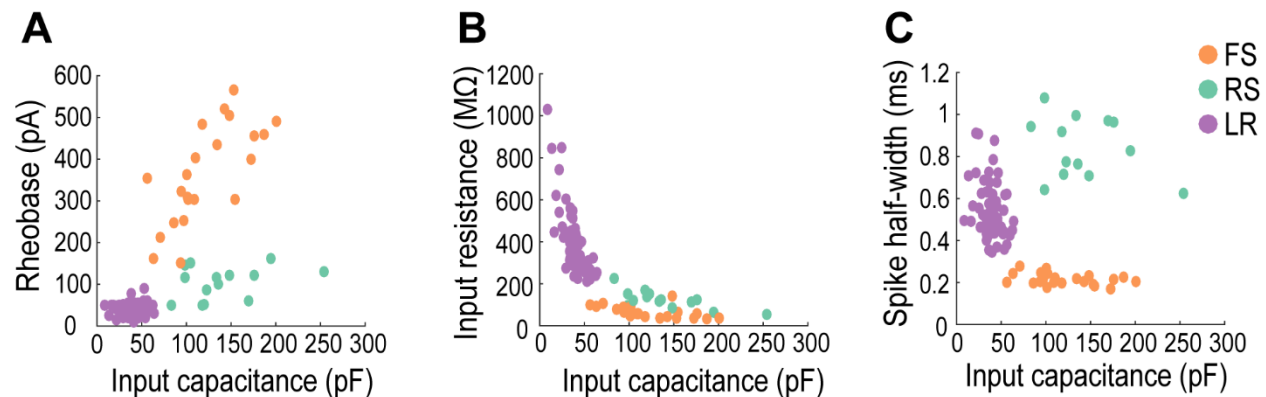 A
Rheobase (pA)
600
500
400
300
200
100
0
0 50 100 150 200 250 300
Input capacitance (pF)
B
Input resistance (MΩ)
1200
1000
800
600
400
200
0
0 50 100 150 200 250 300
Input capacitance (pF)
C
Spike half-width (ms)
1.2
1
0.8
0.6
0.4
0.2
0
0 50 100 150 200 250 300
Input capacitance (pF)
FS
RS
LR